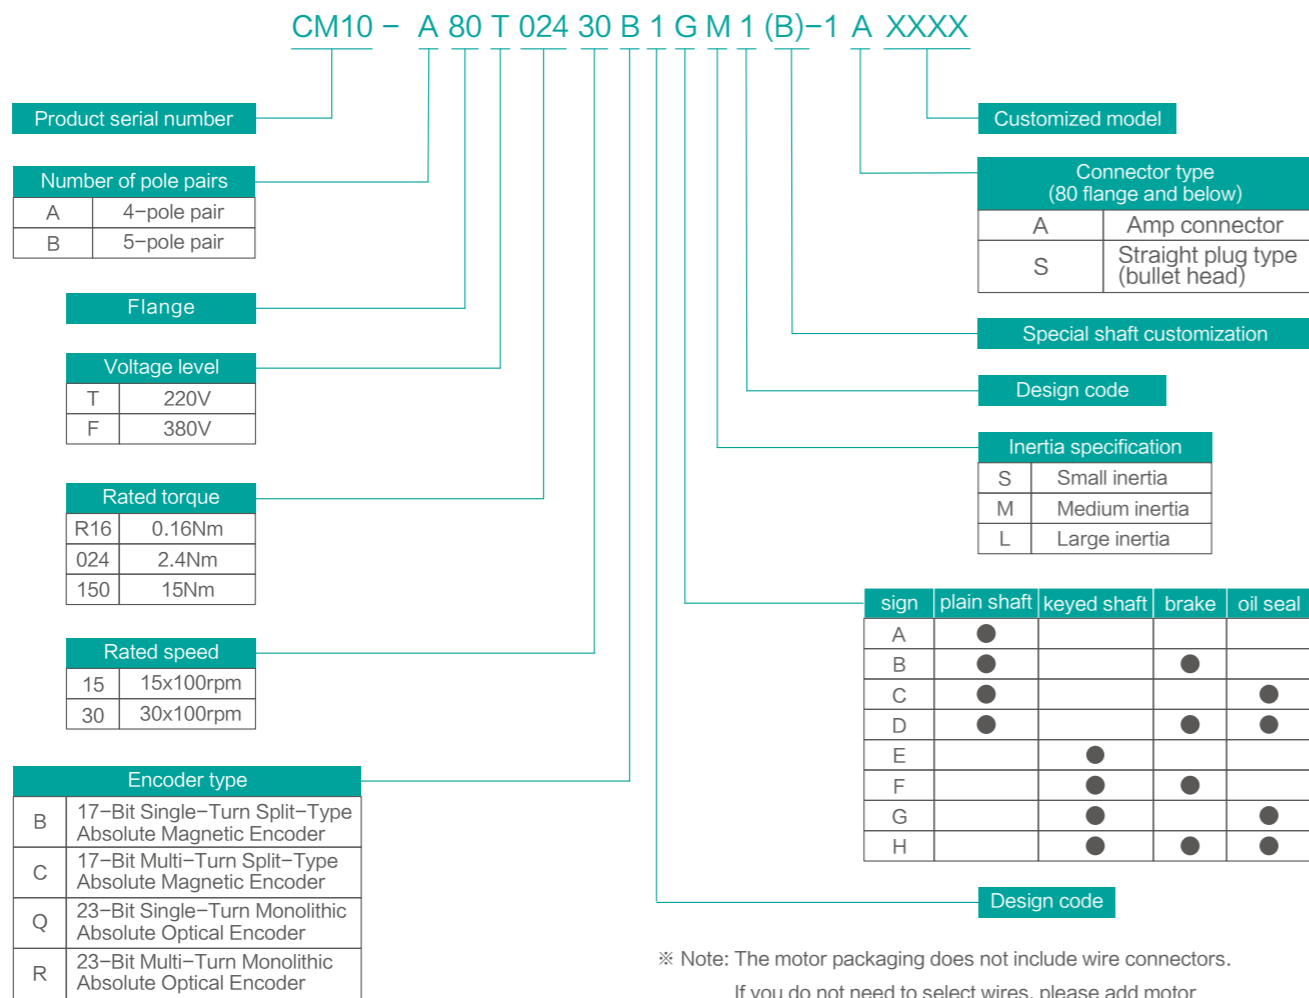 CM10 - A 80 T 024 30 B 1 G M 1 (B)-1 A XXXX
Product serial number
Number of pole pairs
A 4-pole pair
B 5-pole pair
Flange
Voltage level
T 220V
F 380V
Rated torque
R16 0.16Nm
024 2.4Nm
150 15Nm
Rated speed
15 15x100rpm
30 30x100rpm
Encoder type
B 17-Bit Single-Turn Split-Type
Absolute Magnetic Encoder
C 17-Bit Multi-Turn Split-Type
Absolute Magnetic Encoder
Q 23-Bit Single-Turn Monolithic
Absolute Optical Encoder
R 23-Bit Multi-Turn Monolithic
Absolute Optical Encoder
Customized model
Connector type
(80 flange and below)
A Amp connector
S Straight plug type
(bullet head)
Special shaft customization
Design code
Inertia specification
S Small inertia
M Medium inertia
L Large inertia
sign plain shaft keyed shaft brake oil seal
A ●
B ● ●
C ● ●
D ● ● ●
E ●
F ● ●
G ● ●
H ● ● ●
Design code
※ Note: The motor packaging does not include wire connectors.
If you do not need to select wires, please add motor